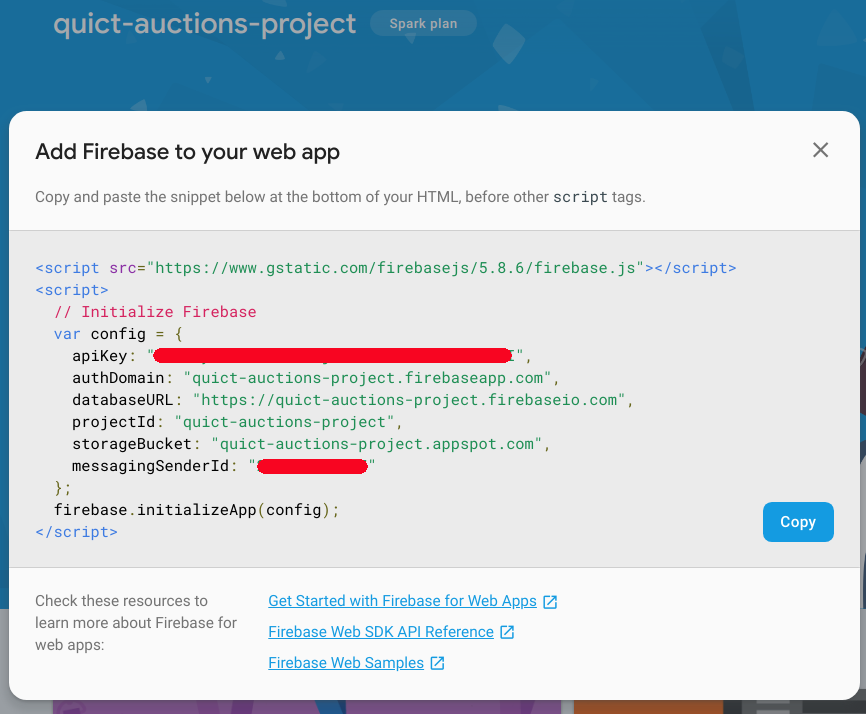 quict-auctions-project Spark plan
Add Firebase to your web app
Copy and paste the snippet below at the bottom of your HTML, before other script tags.
<script src="https://www.gstatic.com/firebasejs/5.8.6/firebase.js"></script>
<script>
// Initialize Firebase
var config = {
apiKey: "",
authDomain: "quict-auctions-project.firebaseapp.com",
databaseURL: "https://quict-auctions-project.firebaseio.com",
projectId: "quict-auctions-project",
storageBucket: "quict-auctions-project.appspot.com",
messagingSenderId: ""
};
firebase.initializeApp(config);
</script>
Copy
Check these resources to
learn more about Firebase for
web apps:
Get Started with Firebase for Web Apps
Firebase Web SDK API Reference
Firebase Web Samples